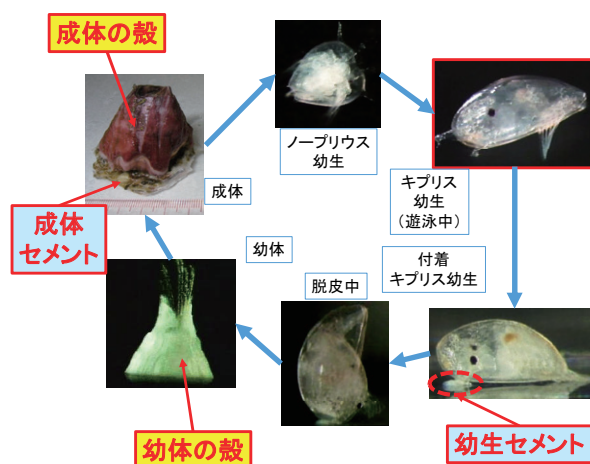 成体の殻
ノープリウス
幼生
キプリス
幼生
（遊泳中）
成体
成体
セメント
幼体
付着
キプリス幼生
脱皮中
幼体の殻
幼生セメント